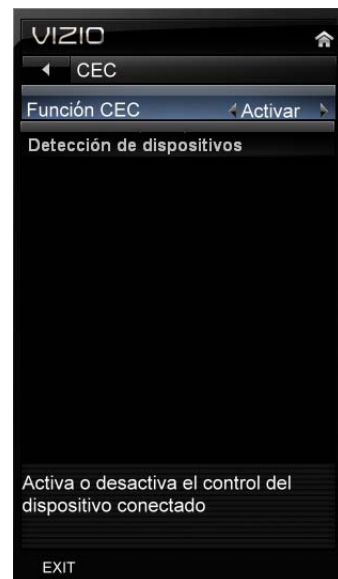 VIZIO
CEC
Función CEC Activar
Detección de dispositivos
Activa o desactiva el control del
dispositivo conectado
EXIT